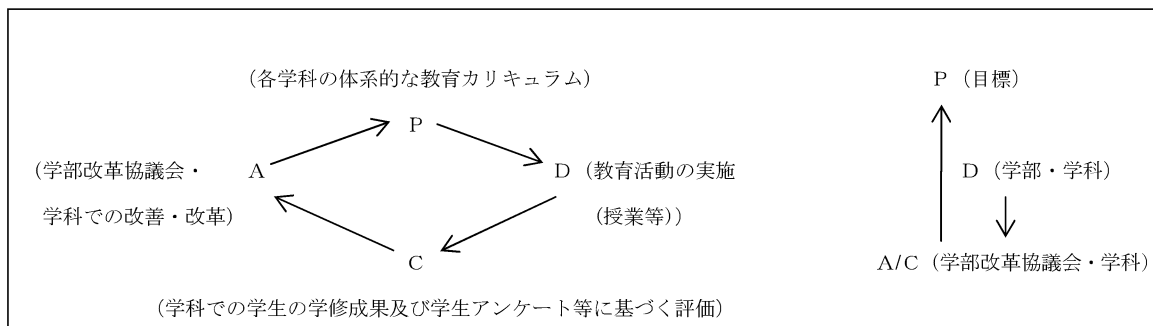 （各学科の体系的な教育カリキュラム）
P
（学部改革協議会・ A D（教育活動の実施
学科での改善・改革） （授業等））
C
（学科での学生の学修成果及び学生アンケート等に基づく評価）
P（目標）
D（学部・学科）
A/C（学部改革協議会・学科）